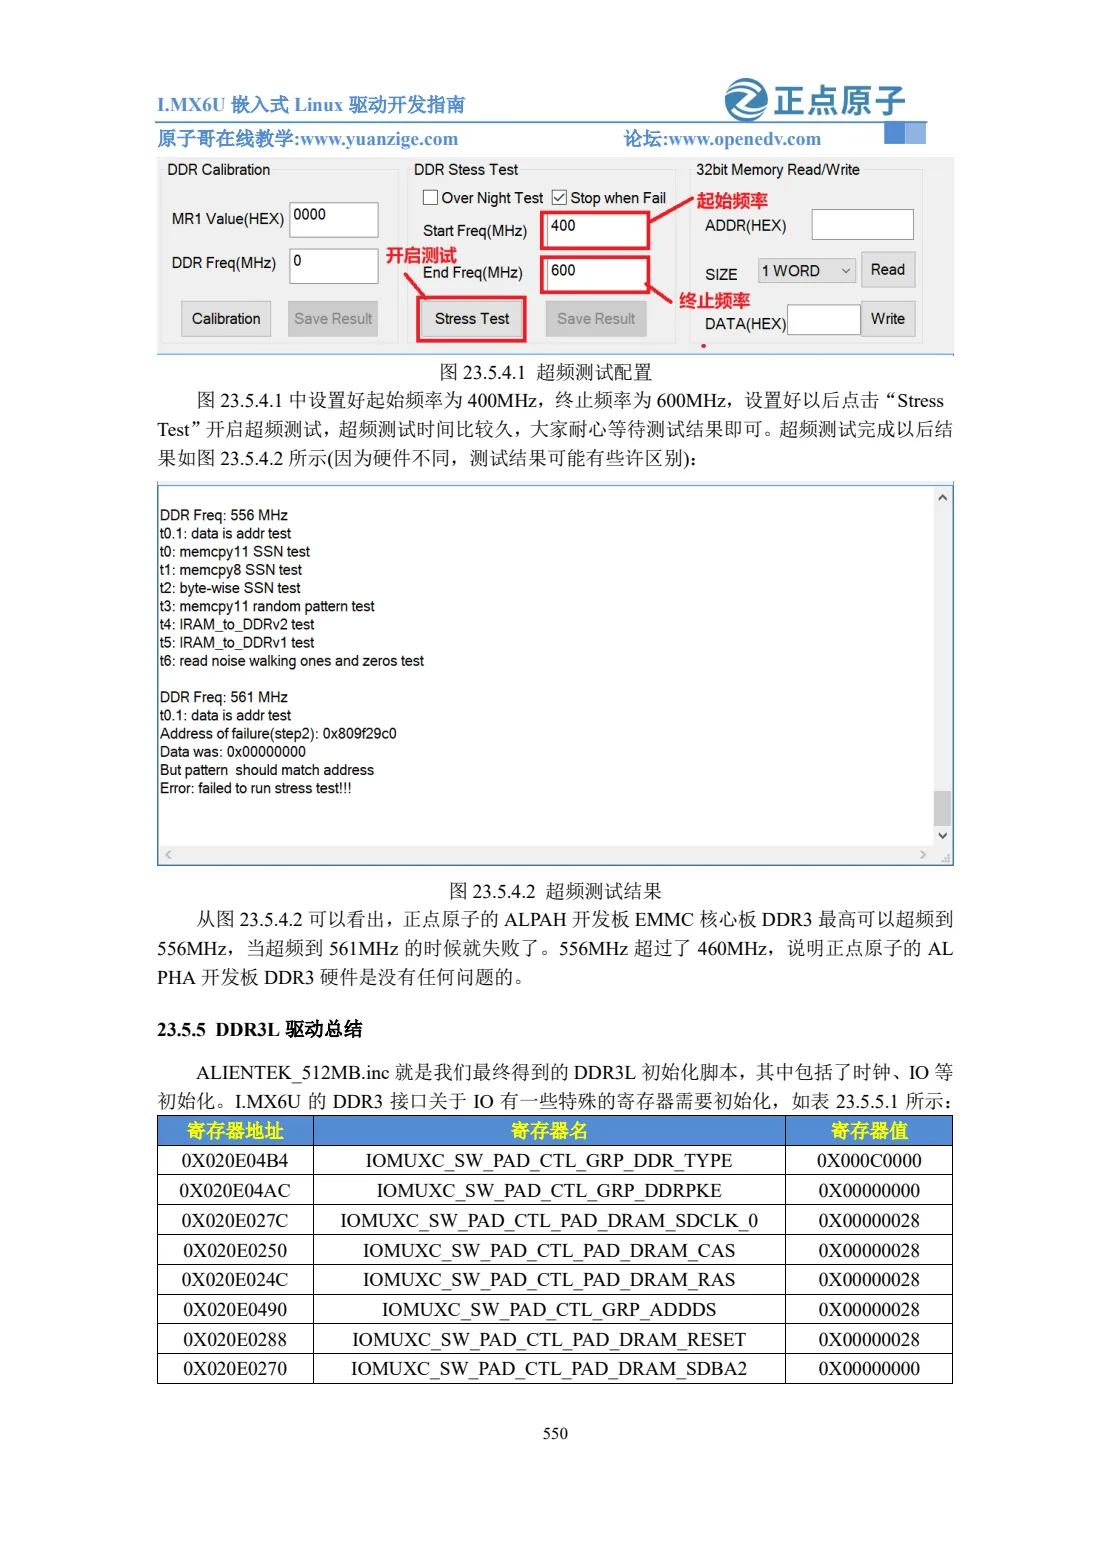 I.MX6U 嵌入式 Linux 驱动开发指南
正点原子
原子哥在线教学:www.yuanzige.com 论坛:www.openedv.com
DDR Calibration
MR1 Value(HEX) 0000
DDR Freq(MHz) 0
Calibration Save Result
DDR Stess Test
Over Night Test Stop when Fail
Start Freq(MHz) 400
起始频率
开启测试
End Freq(MHz) 600
终止频率
Stress Test Save Result
32bit Memory Read/Write
ADDR(HEX)
SIZE 1 WORD Read
DATA(HEX) Write
图 23.5.4.1 超频测试配置
图 23.5.4.1 中设置好起始频率为 400MHz，终止频率为 600MHz，设置好以后点击“Stress
Test”开启超频测试，超频测试时间比较久，大家耐心等待测试结果即可。超频测试完成以后结
果如图 23.5.4.2 所示(因为硬件不同，测试结果可能有些许区别)：
DDR Freq: 556 MHz
t0.1: data is addr test
t0: memcpy11 SSN test
t1: memcpy8 SSN test
t2: byte-wise SSN test
t3: memcpy11 random pattern test
t4: IRAM_to_DDRv2 test
t5: IRAM_to_DDRv1 test
t6: read noise walking ones and zeros test
DDR Freq: 561 MHz
t0.1: data is addr test
Address of failure(step2): 0x809f29c0
Data was: 0x00000000
But pattern  should match address
Error: failed to run stress test!!!
图 23.5.4.2 超频测试结果
从图 23.5.4.2 可以看出，正点原子的 ALPAH 开发板 EMMC 核心板 DDR3 最高可以超频到
556MHz，当超频到 561MHz 的时候就失败了。556MHz 超过了 460MHz，说明正点原子的 AL
PHA 开发板 DDR3 硬件是没有任何问题的。
23.5.5 DDR3L 驱动总结
ALIENTEK_512MB.inc 就是我们最终得到的 DDR3L 初始化脚本，其中包括了时钟、IO 等
初始化。I.MX6U 的 DDR3 接口关于 IO 有一些特殊的寄存器需要初始化，如表 23.5.5.1 所示：
寄存器地址 寄存器名 寄存器值
0X020E04B4 IOMUXC_SW_PAD_CTL_GRP_DDR_TYPE 0X000C0000
0X020E04AC IOMUXC_SW_PAD_CTL_GRP_DDRPKE 0X00000000
0X020E027C IOMUXC_SW_PAD_CTL_PAD_DRAM_SDCLK_0 0X00000028
0X020E0250 IOMUXC_SW_PAD_CTL_PAD_DRAM_CAS 0X00000028
0X020E024C IOMUXC_SW_PAD_CTL_PAD_DRAM_RAS 0X00000028
0X020E0490 IOMUXC_SW_PAD_CTL_GRP_ADDDS 0X00000028
0X020E0288 IOMUXC_SW_PAD_CTL_PAD_DRAM_RESET 0X00000028
0X020E0270 IOMUXC_SW_PAD_CTL_PAD_DRAM_SDBA2 0X00000000
550